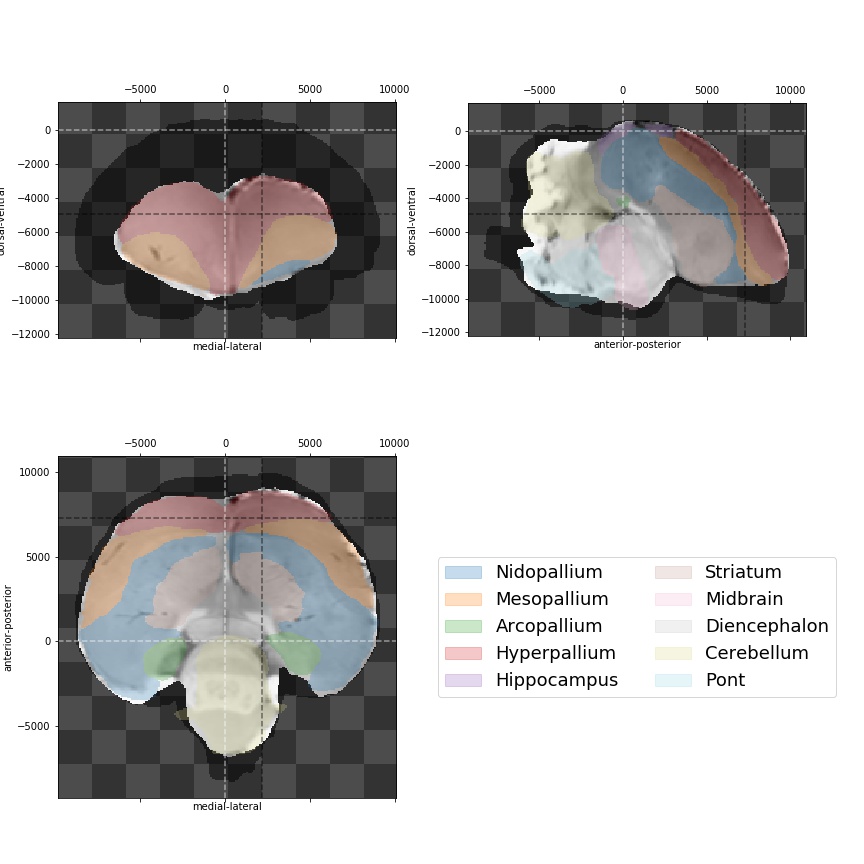 −5000 0 5000 10000
0
−2000
−4000
−6000
−8000
−10000
−12000
dorsal-ventral
medial-lateral
−5000 0 5000 10000
0
−2000
−4000
−6000
−8000
−10000
−12000
dorsal-ventral
anterior-posterior
−5000 0 5000 10000
10000
5000
0
−5000
anterior-posterior
medial-lateral
Nidopallium
Mesopallium
Arcopallium
Hyperpallium
Hippocampus
Striatum
Midbrain
Diencephalon
Cerebellum
Pont